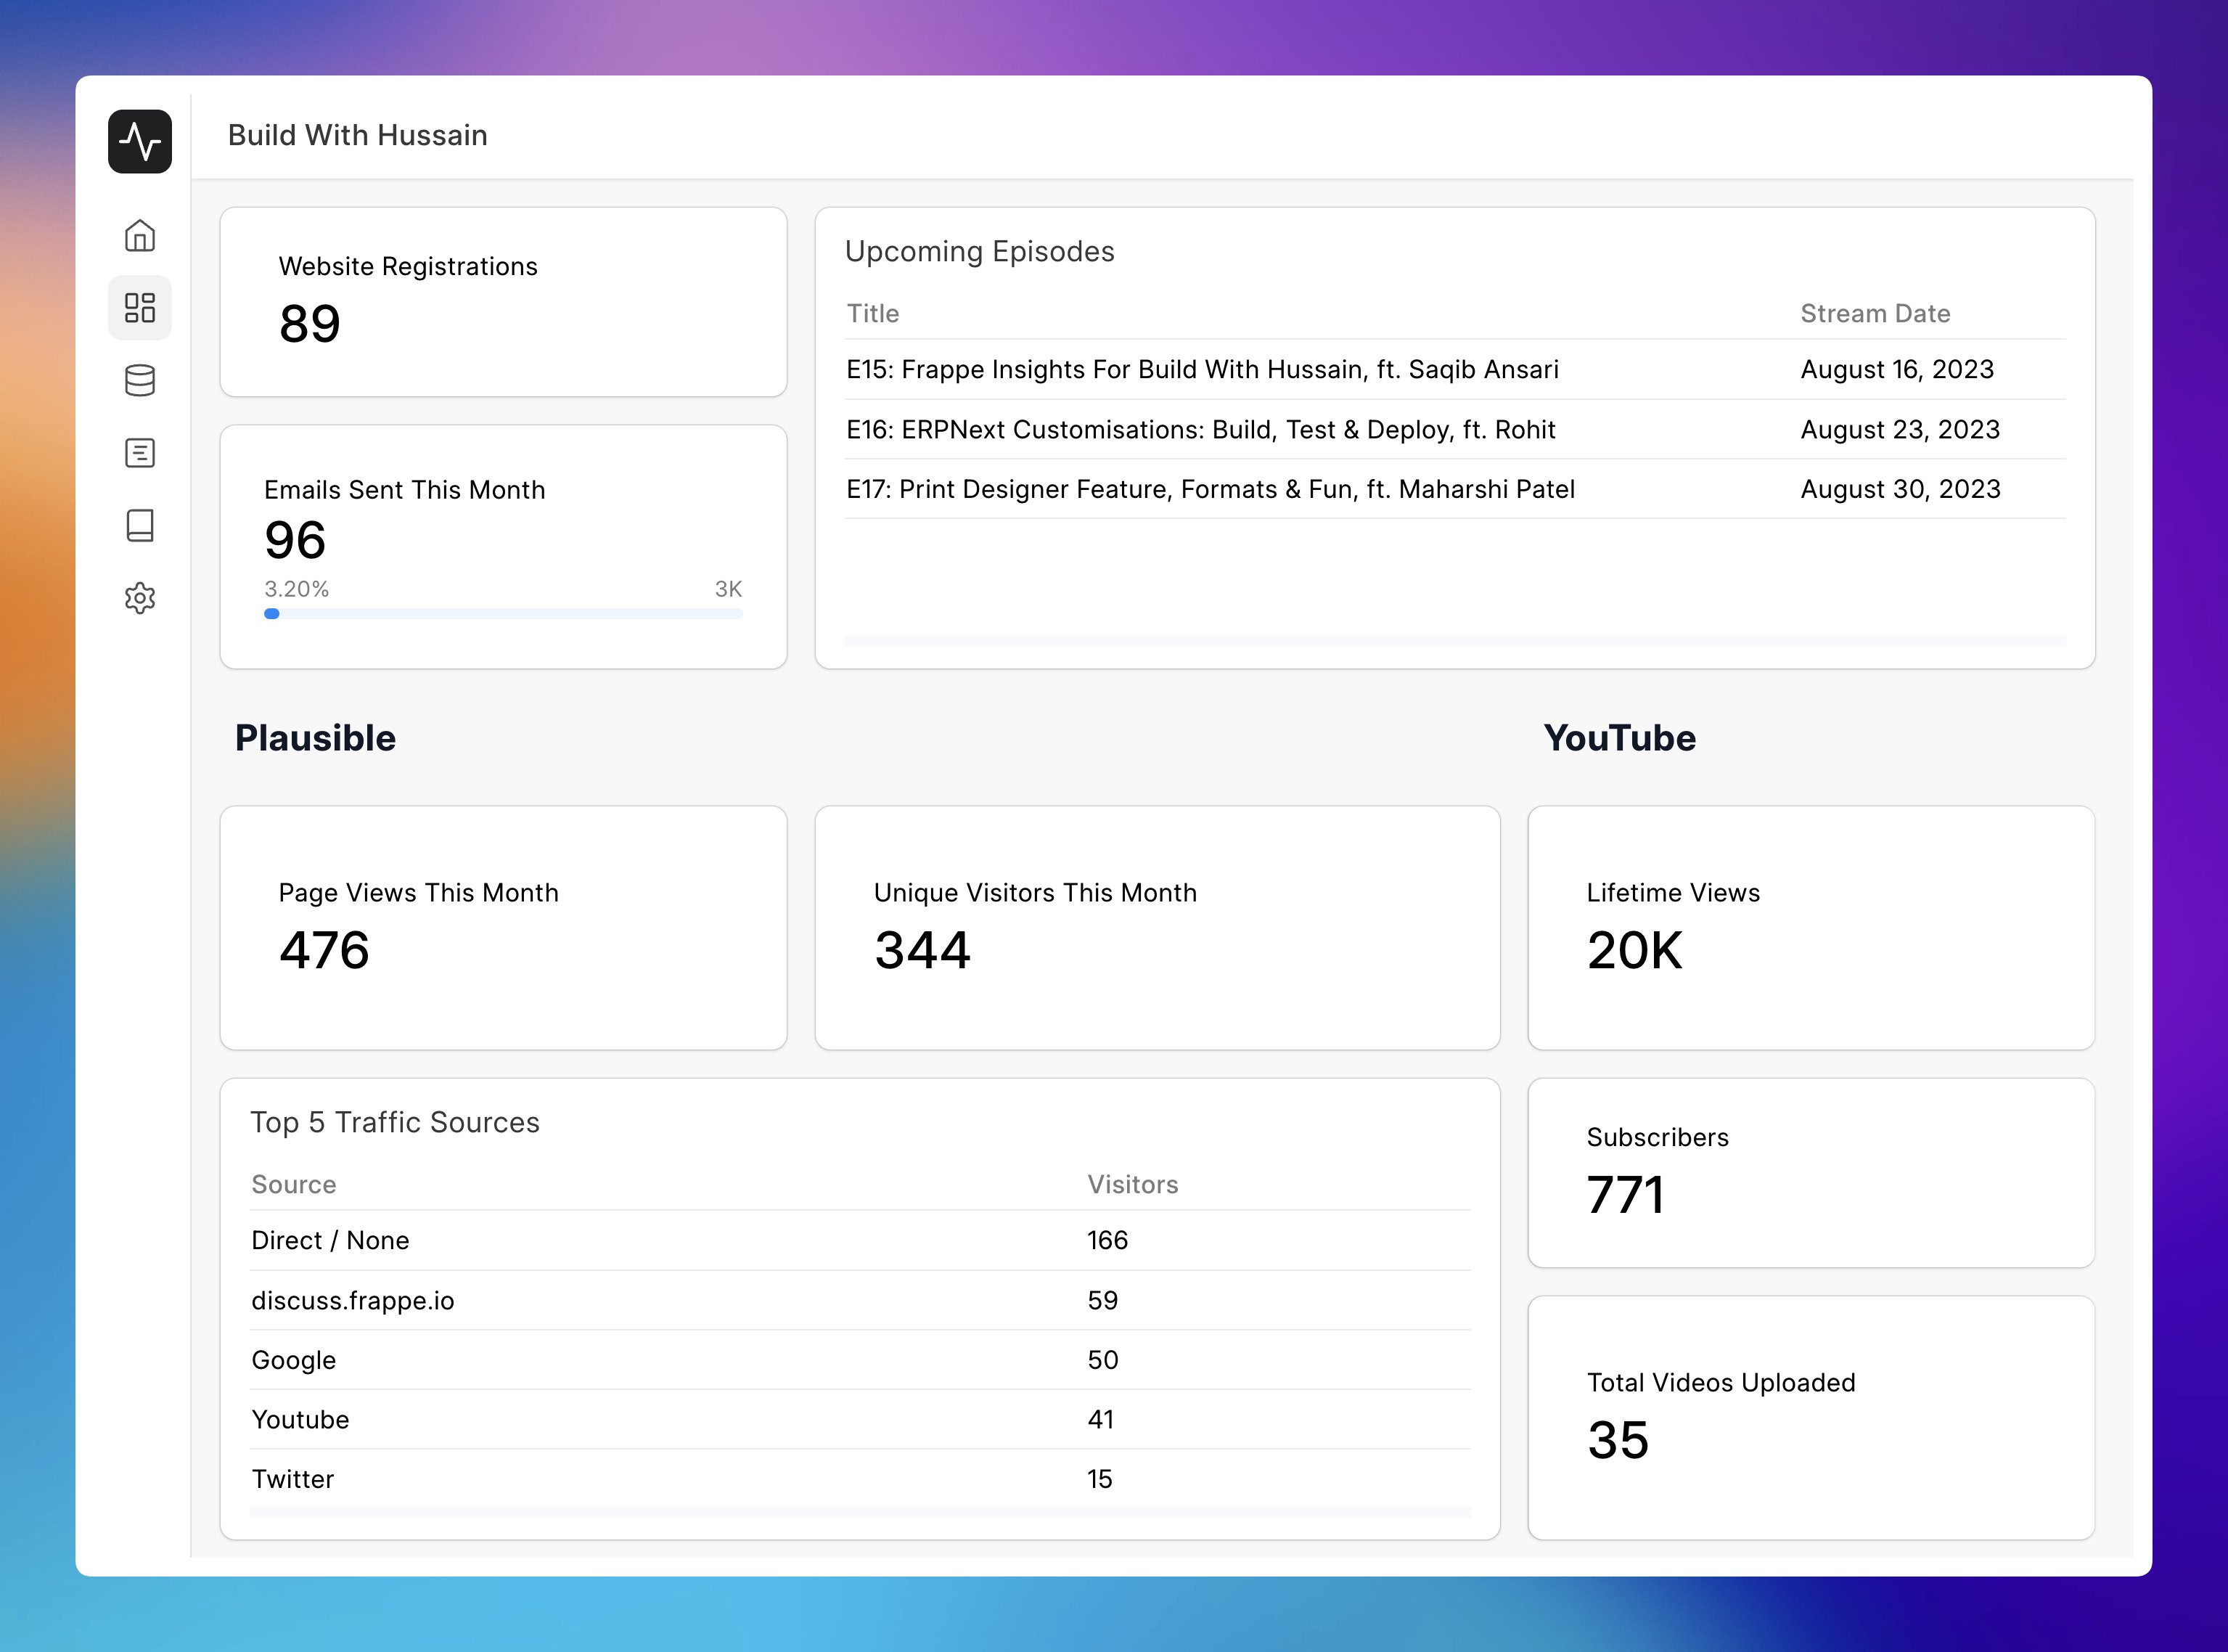 Build With Hussain
Website Registrations
89
Emails Sent This Month
96
3.20% 3K
Upcoming Episodes
Title Stream Date
E15: Frappe Insights For Build With Hussain, ft. Saqib Ansari August 16, 2023
E16: ERPNext Customisations: Build, Test & Deploy, ft. Rohit August 23, 2023
E17: Print Designer Feature, Formats & Fun, ft. Maharshi Patel August 30, 2023
Plausible
Page Views This Month
476
Unique Visitors This Month
344
Top 5 Traffic Sources
Source Visitors
Direct / None 166
discuss.frappe.io 59
Google 50
Youtube 41
Twitter 15
YouTube
Lifetime Views
20K
Subscribers
771
Total Videos Uploaded
35